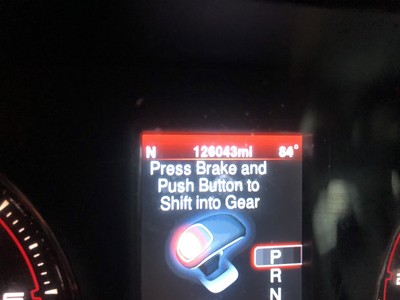 N 126043mi 84°
Press Brake and
Push Button to
Shift into Gear
P
R
N